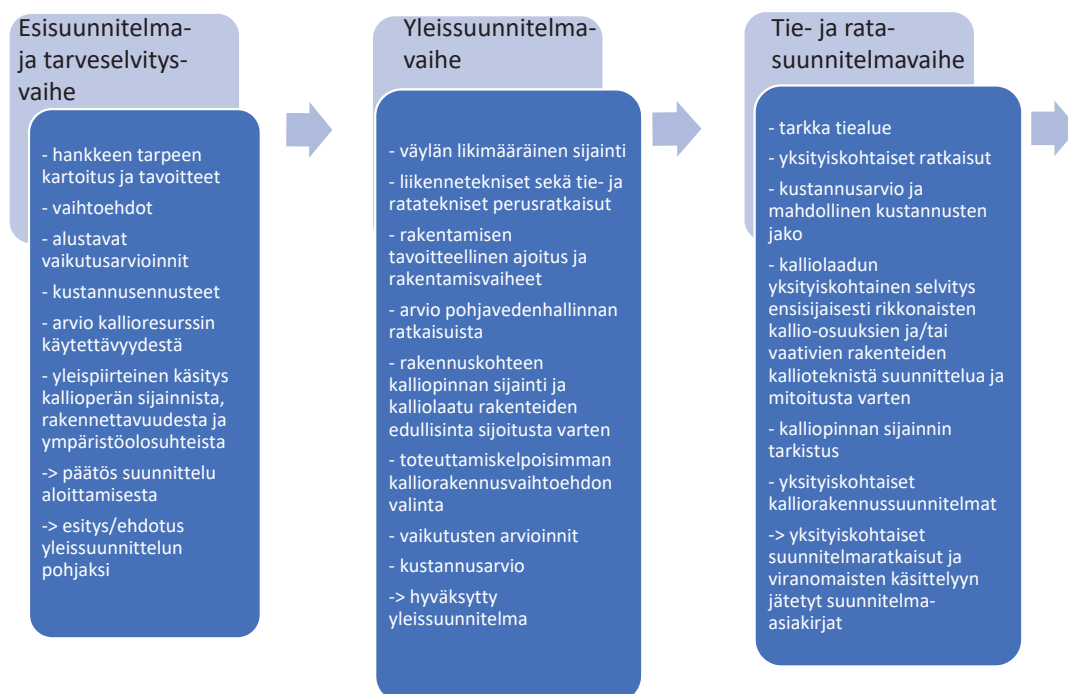 Esisuunnitelma-
ja tarveselvitys-
vaihe
- hankkeen tarpeen
kartoitus ja tavoitteet
- vaihtoehdot
- alustavat
vaikutusarvioinnit
- kustannusennusteet
- arvio kallioresurssin
käytettävyydestä
- yleispiirteinen käsitys
kallioperän sijainnista,
rakennettavuudesta ja
ympäristöolosuhteista
-> päätös suunnittelu
aloittamisesta
-> esitys/ehdotus
yleissuunnittelun
pohjaksi
Yleissuunnitelma-
vaihe
- väylän likimääräinen sijainti
- liikennetekniset sekä tie- ja
ratatekniset perusratkaisut
- rakentamisen
tavoitteellinen ajoitus ja
rakentamisvaiheet
- arvio pohjavedenhallinnan
ratkaisuista
- rakennuskohteen
kalliopinnan sijainti ja
kalliolaatu rakenteiden
edullisinta sijoitusta varten
- toteuttamiskelpoisimman
kalliorakennusvaihtoehdon
valinta
- vaikutusten arvioinnit
- kustannusarvio
-> hyväksytty
yleissuunnitelma
Tie- ja rata-
suunnitelmavaihe
- tarkka tiealue
- yksityiskohtaiset ratkaisut
- kustannusarvio ja
mahdollinen kustannusten
jako
- kalliolaadun
yksityiskohtainen selvitys
ensisijaisesti rikkonaisten
kallio-osuuksien ja/tai
vaativien rakenteiden
kallioteknistä suunnittelua ja
mitoitusta varten
- kalliopinnan sijainnin
tarkistus
- yksityiskohtaiset
kalliorakennussuunnitelmat
-> yksityiskohtaiset
suunnitelmaratkaisut ja
viranomaisten käsittelyyn
jätetyt suunnitelma-
asiakirjat